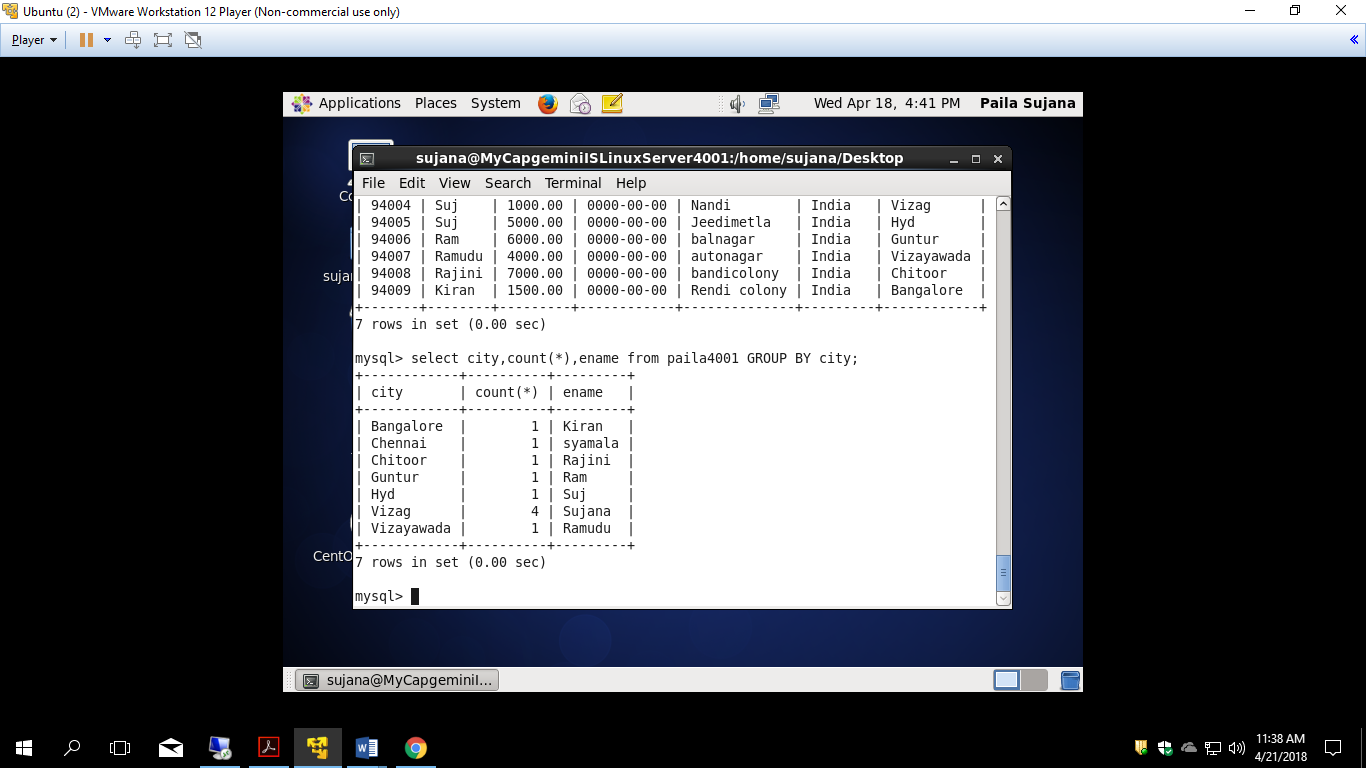 Ubuntu (2) - VMware Workstation 12 Player (Non-commercial use only)
Player
Applications Places System Wed Apr 18, 4:41 PM Paila Sujana
sujana@MyCapgeminiISLinuxServer4001:/home/sujana/Desktop
File Edit View Search Terminal Help
| 94004 | Suj    | 1000.00 | 0000-00-00 | Nandi        | India   | Vizag      |
| 94005 | Suj    | 5000.00 | 0000-00-00 | Jeedimetla   | India   | Hyd        |
| 94006 | Ram    | 6000.00 | 0000-00-00 | balnagar     | India   | Guntur     |
| 94007 | Ramudu | 4000.00 | 0000-00-00 | autonagar    | India   | Vizayawada |
| 94008 | Rajini | 7000.00 | 0000-00-00 | bandicolony  | India   | Chitoor    |
| 94009 | Kiran  | 1500.00 | 0000-00-00 | Rendi colony | India   | Bangalore  |
+-------+--------+---------+------------+--------------+---------+------------+
7 rows in set (0.00 sec)
mysql> select city,count(*),ename from paila4001 GROUP BY city;
+------------+----------+---------+
| city       | count(*) | ename   |
+------------+----------+---------+
| Bangalore  |        1 | Kiran   |
| Chennai    |        1 | syamala |
| Chitoor    |        1 | Rajini  |
| Guntur     |        1 | Ram     |
| Hyd        |        1 | Suj     |
| Vizag      |        4 | Sujana  |
| Vizayawada |        1 | Ramudu  |
+------------+----------+---------+
7 rows in set (0.00 sec)
mysql>
Co
suja
CentO
sujana@MyCapgeminiI...
11:38 AM
4/21/2018